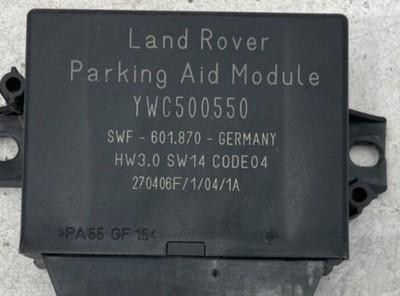 Land Rover
Parking Aid Module
YWC500550
SWF - 601.870 - GERMANY
HW3.0 SW14 CODE04
270406F/1/04/1A
>PA66 GF 15<